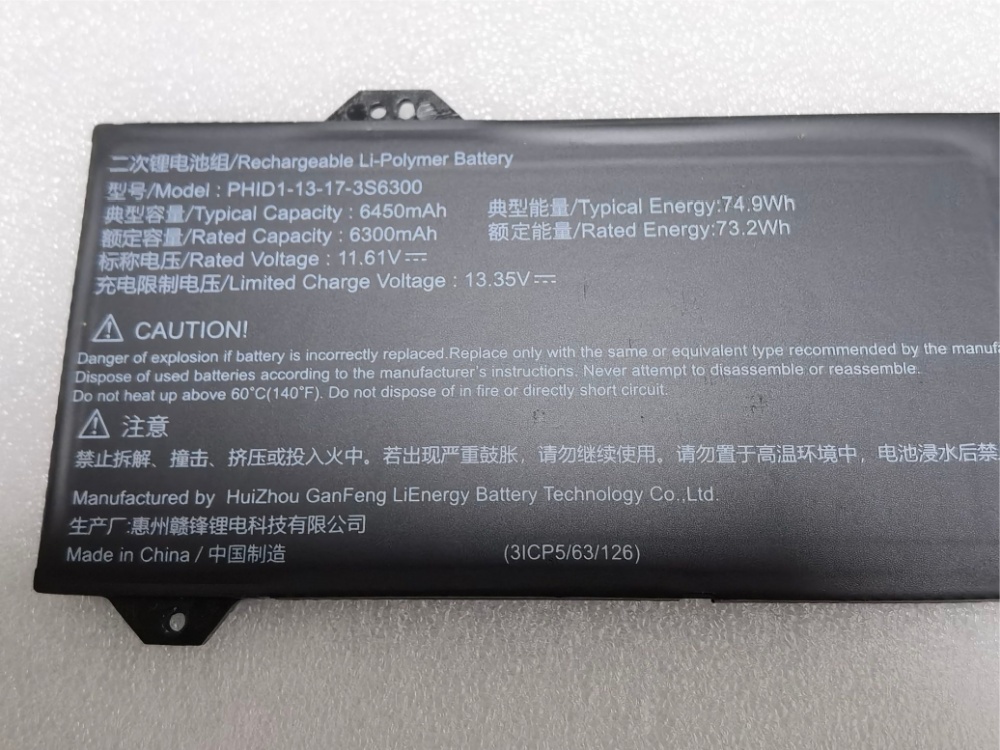 二次锂电池组/Rechargeable Li-Polymer Battery
型号/Model : PHID1-13-17-3S6300
典型容量/Typical Capacity : 6450mAh 典型能量/Typical Energy:74.9Wh
额定容量/Rated Capacity : 6300mAh 额定能量/Rated Energy:73.2Wh
标称电压/Rated Voltage : 11.61V⎓
充电限制电压/Limited Charge Voltage : 13.35V⎓
⚠ CAUTION!
Danger of explosion if battery is incorrectly replaced.Replace only with the same or equivalent type recommended by the manuf
Dispose of used batteries according to the manufacturer's instructions. Never attempt to disassemble or reassemble.
Do not heat up above 60°C(140°F). Do not dispose of in fire or directly short circuit.
⚠ 注意
禁止拆解、撞击、挤压或投入火中。若出现严重鼓胀，请勿继续使用。请勿置于高温环境中，电池浸水后禁
Manufactured by HuiZhou GanFeng LiEnergy Battery Technology Co.,Ltd.
生产厂:惠州赣锋锂电科技有限公司
Made in China / 中国制造 (3ICP5/63/126)